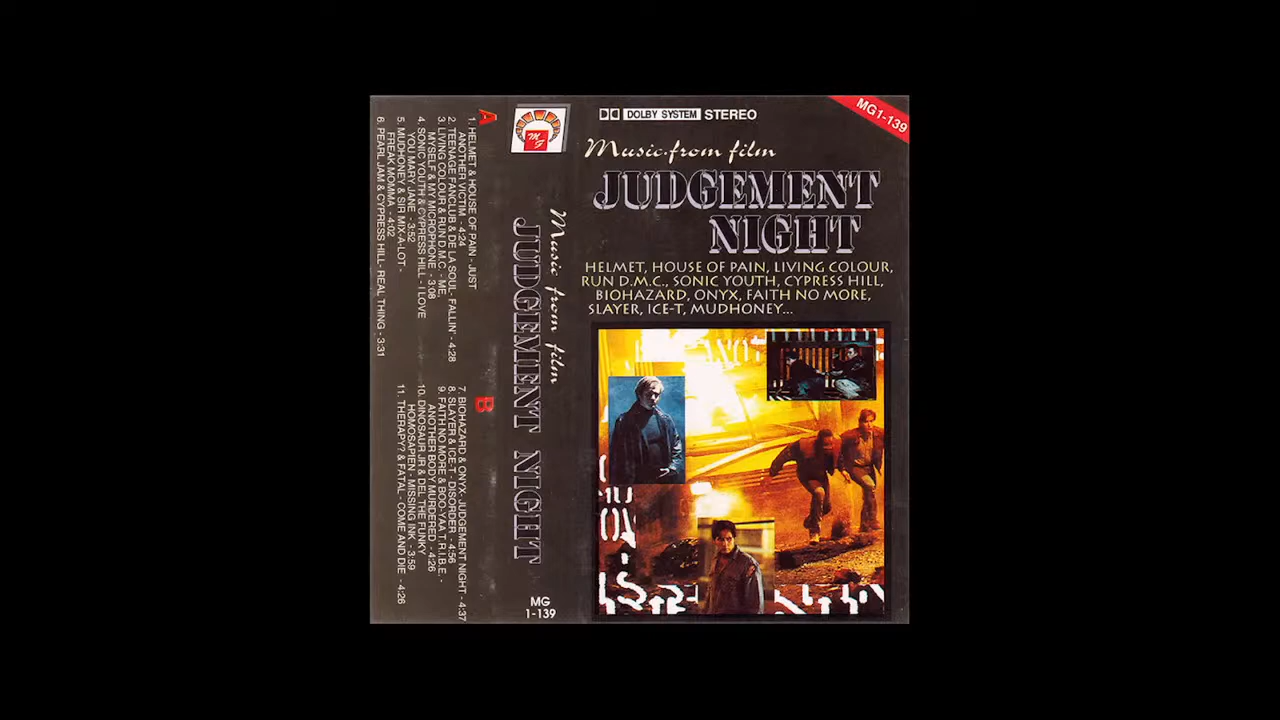 A
1. HELMET & HOUSE OF PAIN - JUST
ANOTHER VICTIM 4:24
2. TEENAGE FANCLUB & DE LA SOUL- FALLIN' - 4:28
3. LIVING COLOUR & RUN D.M.C. - ME,
MYSELF & MY MICROPHONE - 3:08
4. SONIC YOUTH & CYPRESS HILL - I LOVE
YOU MARY JANE - 3:52
5. MUDHONEY & SIR MIX-A-LOT -
FREAK MOMMA - 4:02
6. PEARL JAM & CYPRESS HILL- REAL THING - 3:31
B
7. BIOHAZARD & ONYX- JUDGEMENT NIGHT - 4:37
8. SLAYER & ICE-T - DISORDER - 4:56
9. FAITH NO MORE & BOO-YAA T.R.I.B.E. -
ANOTHER BODY MURDERED - 4:26
10. DINOSAUR JR & DEL THE FUNKY
HOMOSAPIEN - MISSING INK - 3:59
11. THERAPY? & FATAL - COME AND DIE - 4:26
MG
Music from film
JUDGEMENT NIGHT
MG
1-139
DOLBY SYSTEM STEREO
MG1-139
Music from film
JUDGEMENT
NIGHT
HELMET, HOUSE OF PAIN, LIVING COLOUR,
RUN D.M.C., SONIC YOUTH, CYPRESS HILL,
BIOHAZARD, ONYX, FAITH NO MORE,
SLAYER, ICE-T, MUDHONEY...